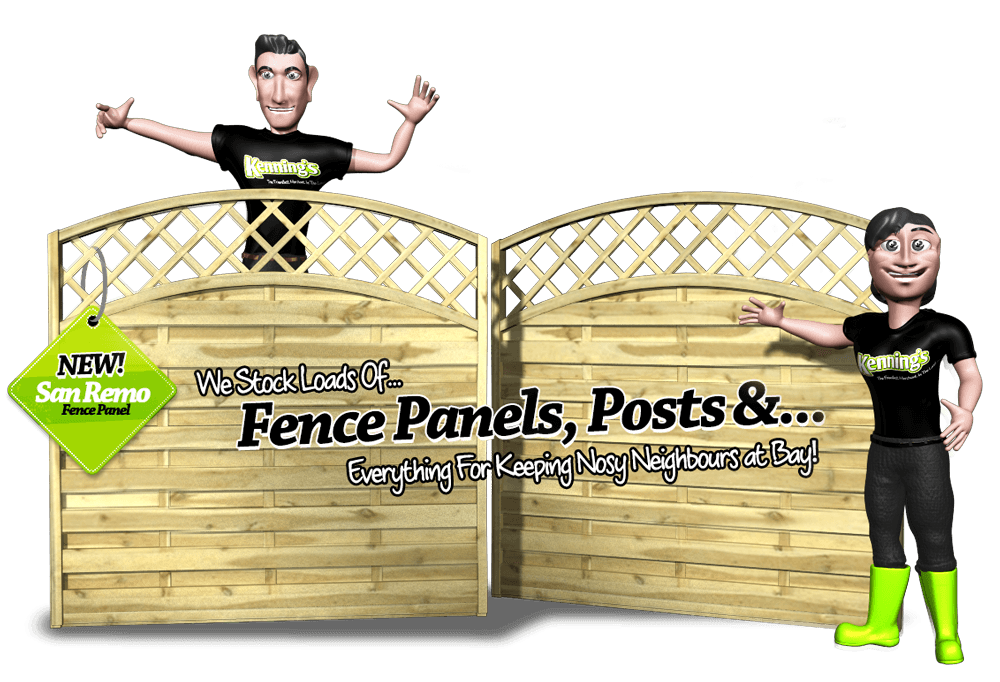 Kenning's
NEW!
San Remo
Fence Panel
We Stock Loads Of...
Fence Panels, Posts &...
Everything For Keeping Nosy Neighbours at Bay!
Kenning's